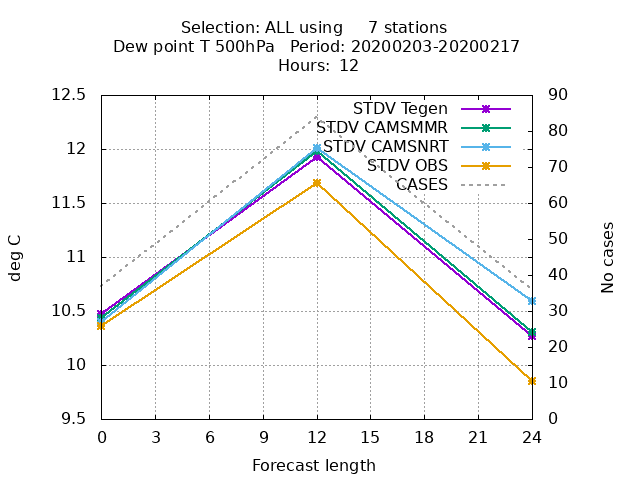 Selection: ALL using 7 stations
Dew point T 500hPa Period: 20200203-20200217
Hours: 12
12.5
12
11.5
11
10.5
10
9.5
deg C
STDV Tegen
STDV CAMSMMR
STDV CAMSNRT
STDV OBS
CASES
90
80
70
60
50
40
30
20
10
0
No cases
0 3 6 9 12 15 18 21 24
Forecast length